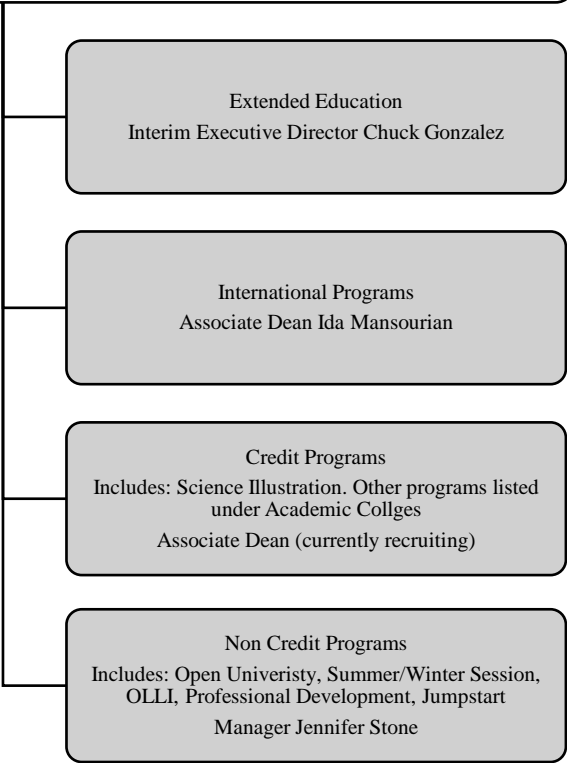 Extended Education
Interim Executive Director Chuck Gonzalez
International Programs
Associate Dean Ida Mansourian
Credit Programs
Includes: Science Illustration. Other programs listed
under Academic Collges
Associate Dean (currently recruiting)
Non Credit Programs
Includes: Open Univeristy, Summer/Winter Session,
OLLI, Professional Development, Jumpstart
Manager Jennifer Stone